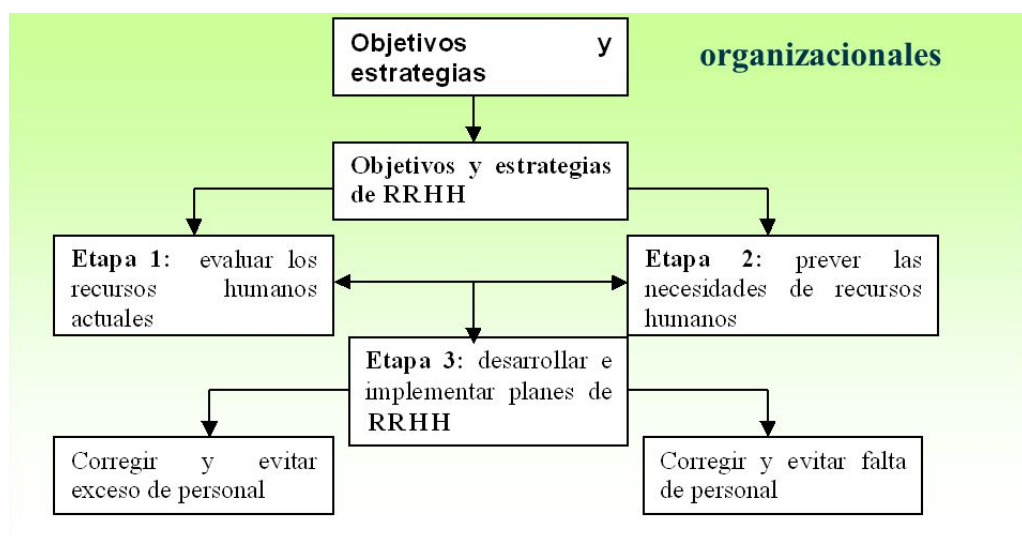 Objetivos y
estrategias
organizacionales
Objetivos y estrategias
de RRHH
Etapa 1: evaluar los
recursos humanos
actuales
Etapa 2: prever las
necesidades de recursos
humanos
Etapa 3: desarrollar e
implementar planes de
RRHH
Corregir y evitar
exceso de personal
Corregir y evitar falta
de personal